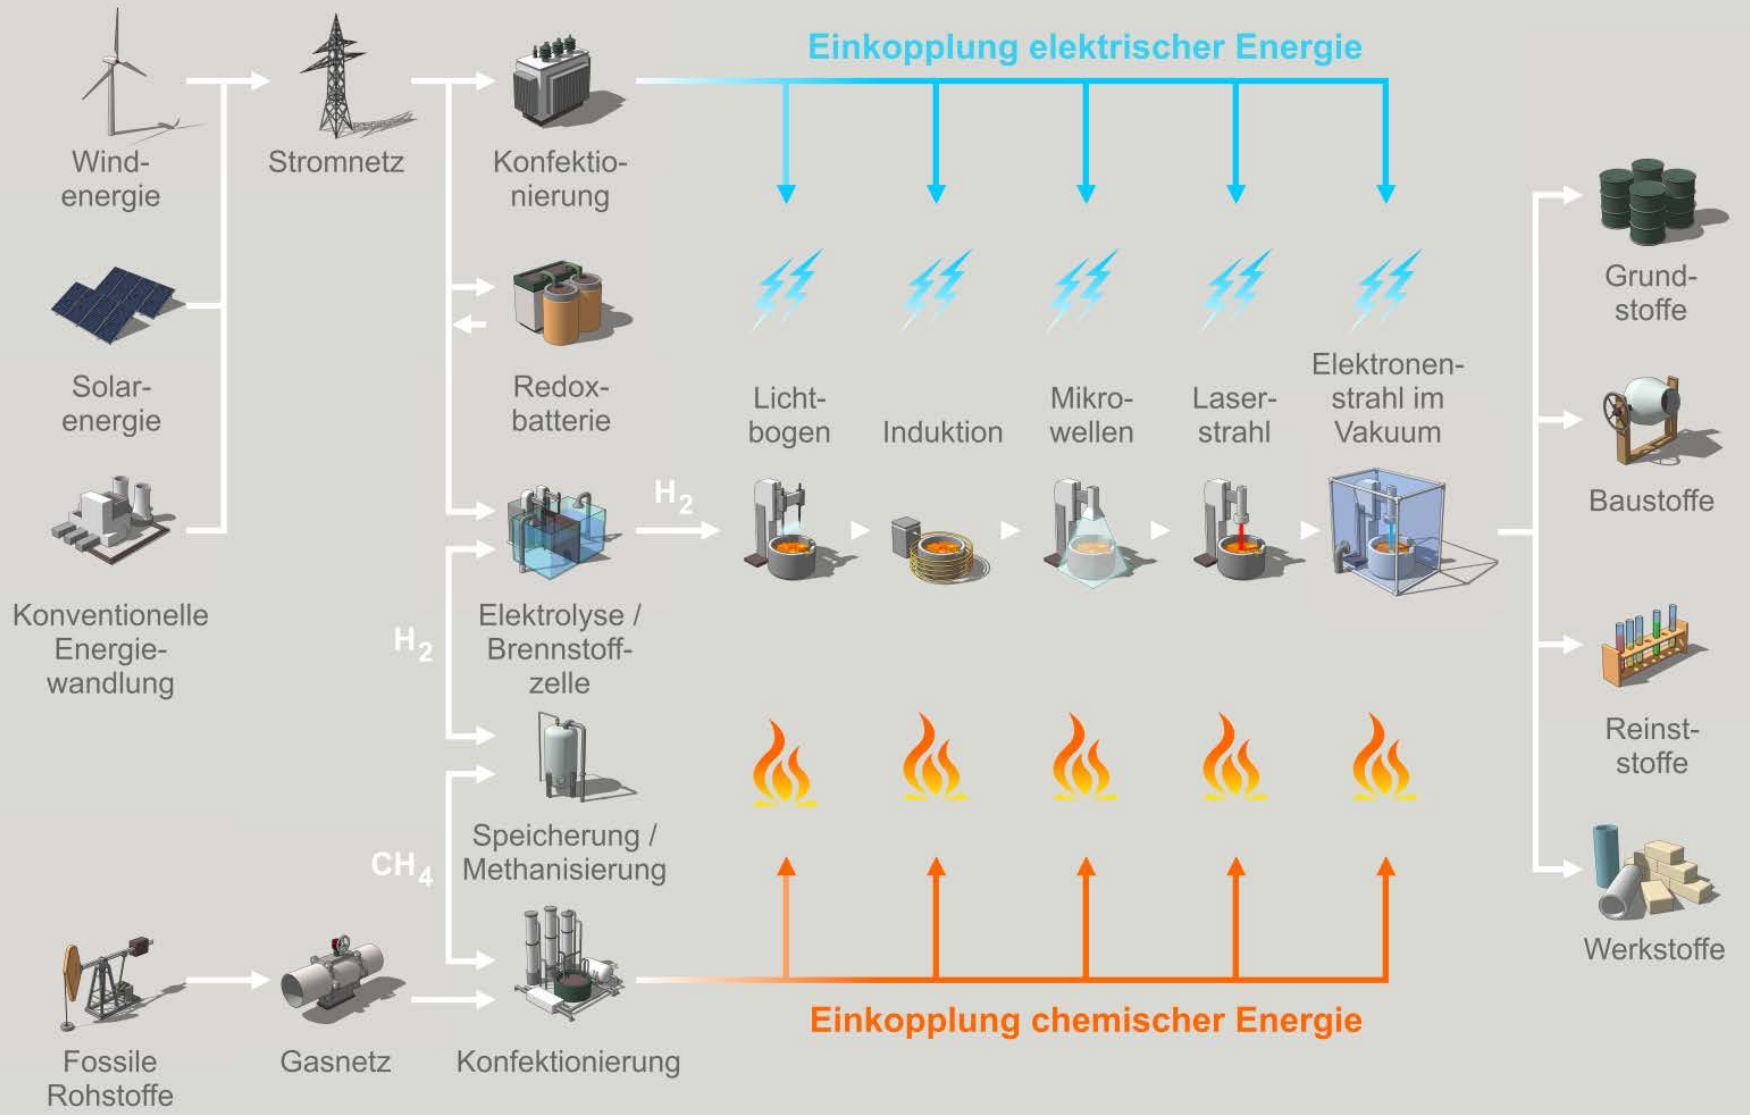 Einkopplung elektrischer Energie
Wind-
energie
Stromnetz
Konfektio-
nierung
Solar-
energie
Redox-
batterie
Licht-
bogen
Induktion
Mikro-
wellen
Laser-
strahl
Elektronen-
strahl im
Vakuum
Grund-
stoffe
Baustoffe
H2
Konventionelle
Energie-
wandlung
H2
Elektrolyse /
Brennstoff-
zelle
Reinst-
stoffe
CH4
Speicherung /
Methanisierung
Werkstoffe
Einkopplung chemischer Energie
Fossile
Rohstoffe
Gasnetz
Konfektionierung